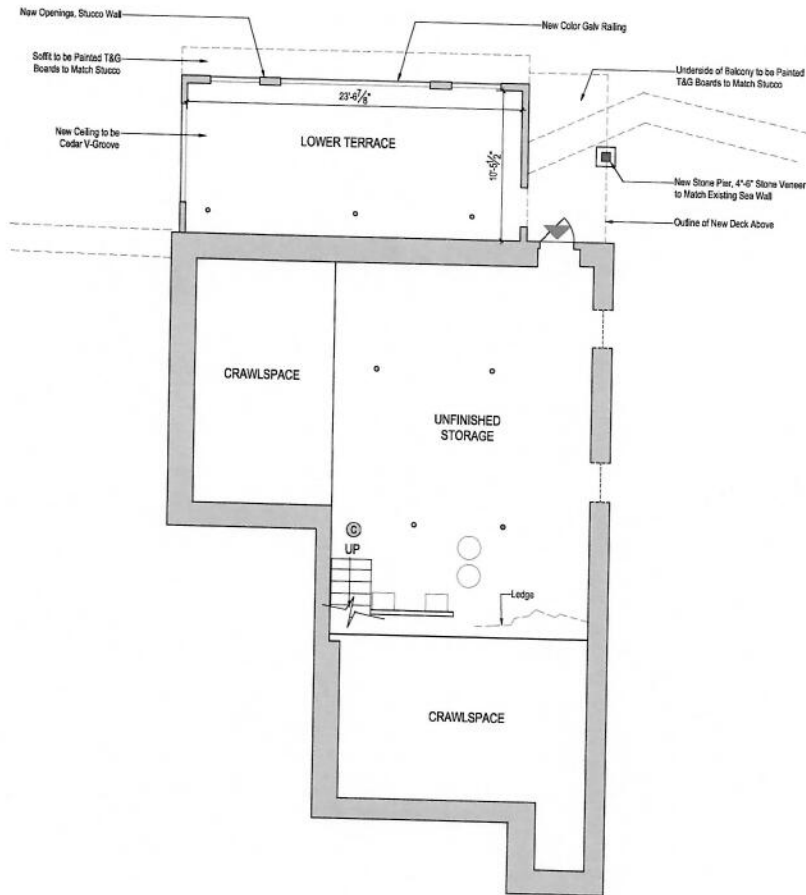 New Openings, Stucco Wall
New Color Galv Railing
Soffit to be Painted T&G
Boards to Match Stucco
Underside of Balcony to be Painted
T&G Boards to Match Stucco
23'-6 7/8"
New Ceiling to be
Cedar V-Groove
LOWER TERRACE
10'-5 1/2"
New Stone Pier, 4"-6" Stone Veneer
to Match Existing Sea Wall
Outline of New Deck Above
CRAWLSPACE
UNFINISHED
STORAGE
C
UP
Ledge
CRAWLSPACE